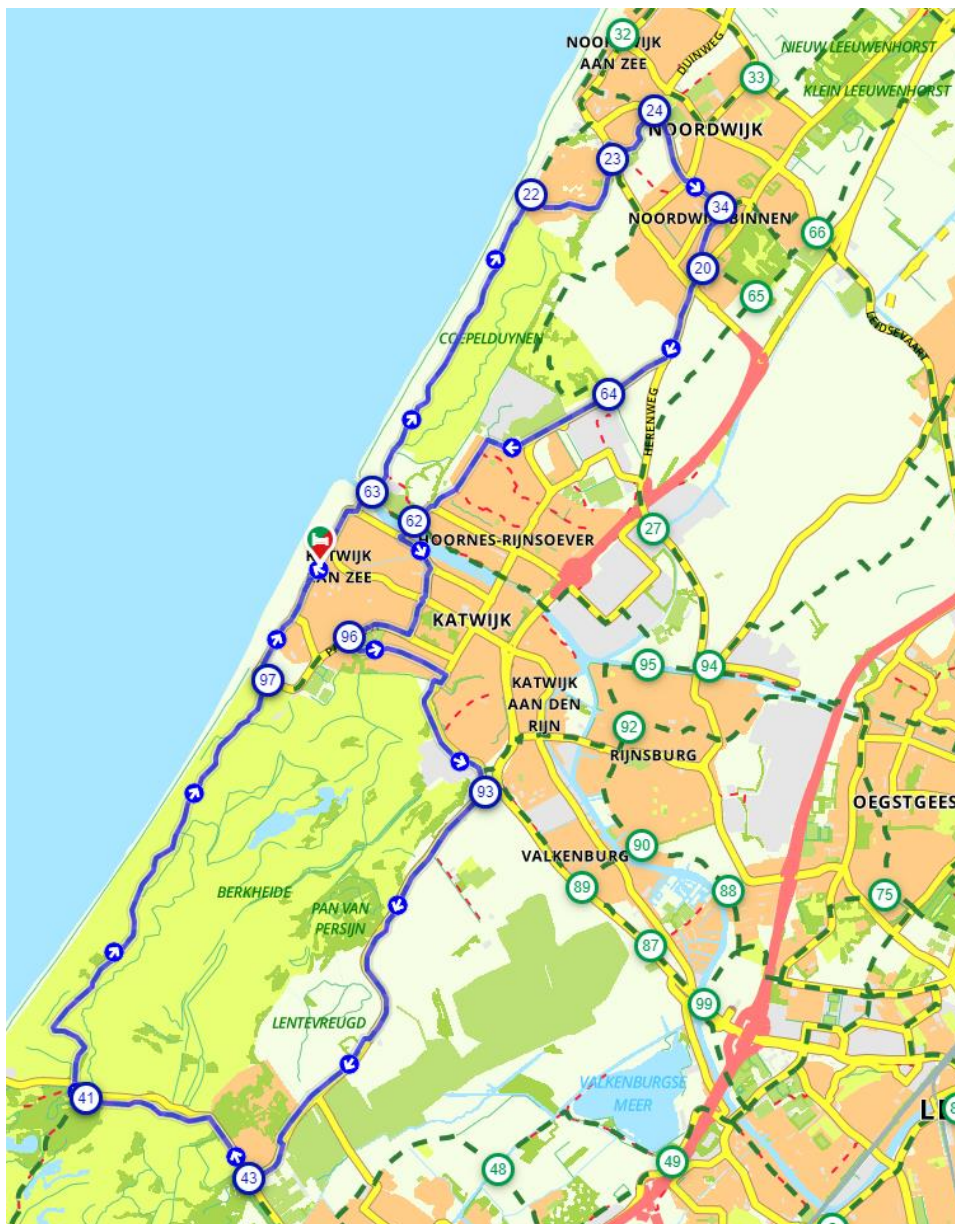 32
NOORDWIJK
AAN ZEE
DUINWEG
NIEUW LEEUWENHORST
33
KLEIN LEEUWENHORST
24
NOORDWIJK
23
22
34
NOORDWIJK-BINNEN
66
20
65
LEIDSEVAART
COEPELDUYNEN
64
HERENWEG
63
62
27
HOORNES-RIJNSOEVER
KATWIJK
AAN ZEE
KATWIJK
96
95
94
97
KATWIJK
AAN DEN
RIJN
92
RIJNSBURG
93
OEGSTGEES
90
VALKENBURG
89
88
75
BERKHEIDE
PAN VAN
PERSIJN
87
99
LENTEVREUGD
VALKENBURGSE
MEER
41
43
48
49